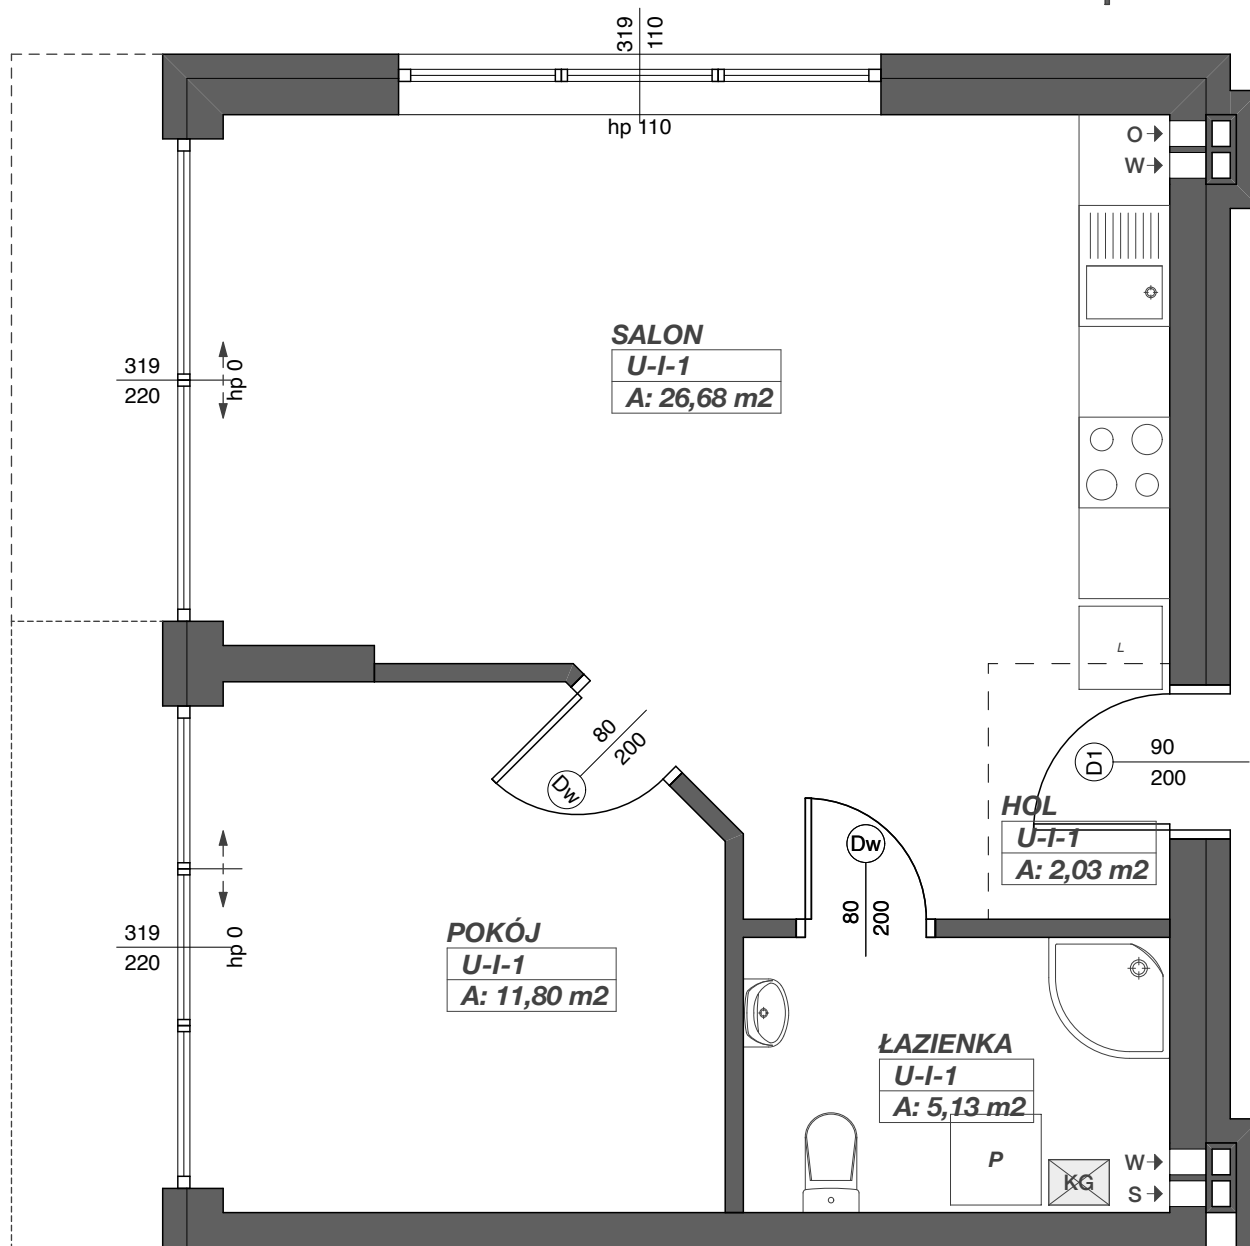 319
110
hp 110
O
W
SALON
U-I-1
A: 26,68 m2
319
220
hp 0
L
80
200
Dw
D1
90
200
HOL
U-I-1
A: 2,03 m2
Dw
80
200
POKÓJ
U-I-1
A: 11,80 m2
319
220
hp 0
ŁAZIENKA
U-I-1
A: 5,13 m2
P
KG
W
S